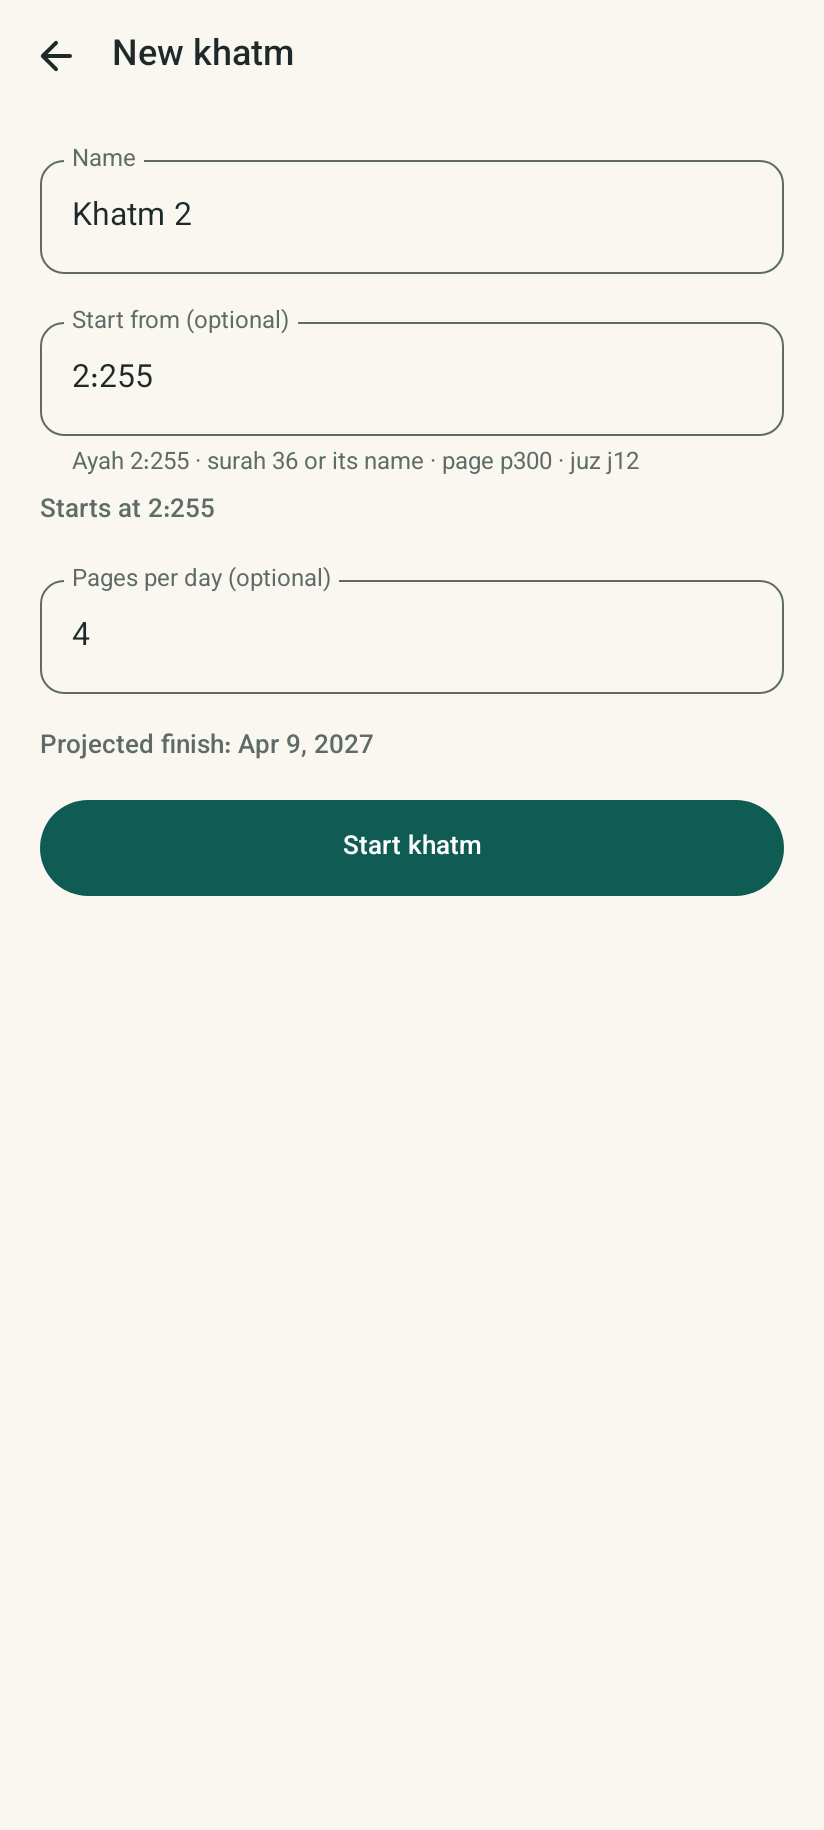 New khatm
Name
Khatm 2
Start from (optional)
2:255
Ayah 2:255 · surah 36 or its name · page p300 · juz j12
Starts at 2:255
Pages per day (optional)
4
Projected finish: Apr 9, 2027
Start khatm